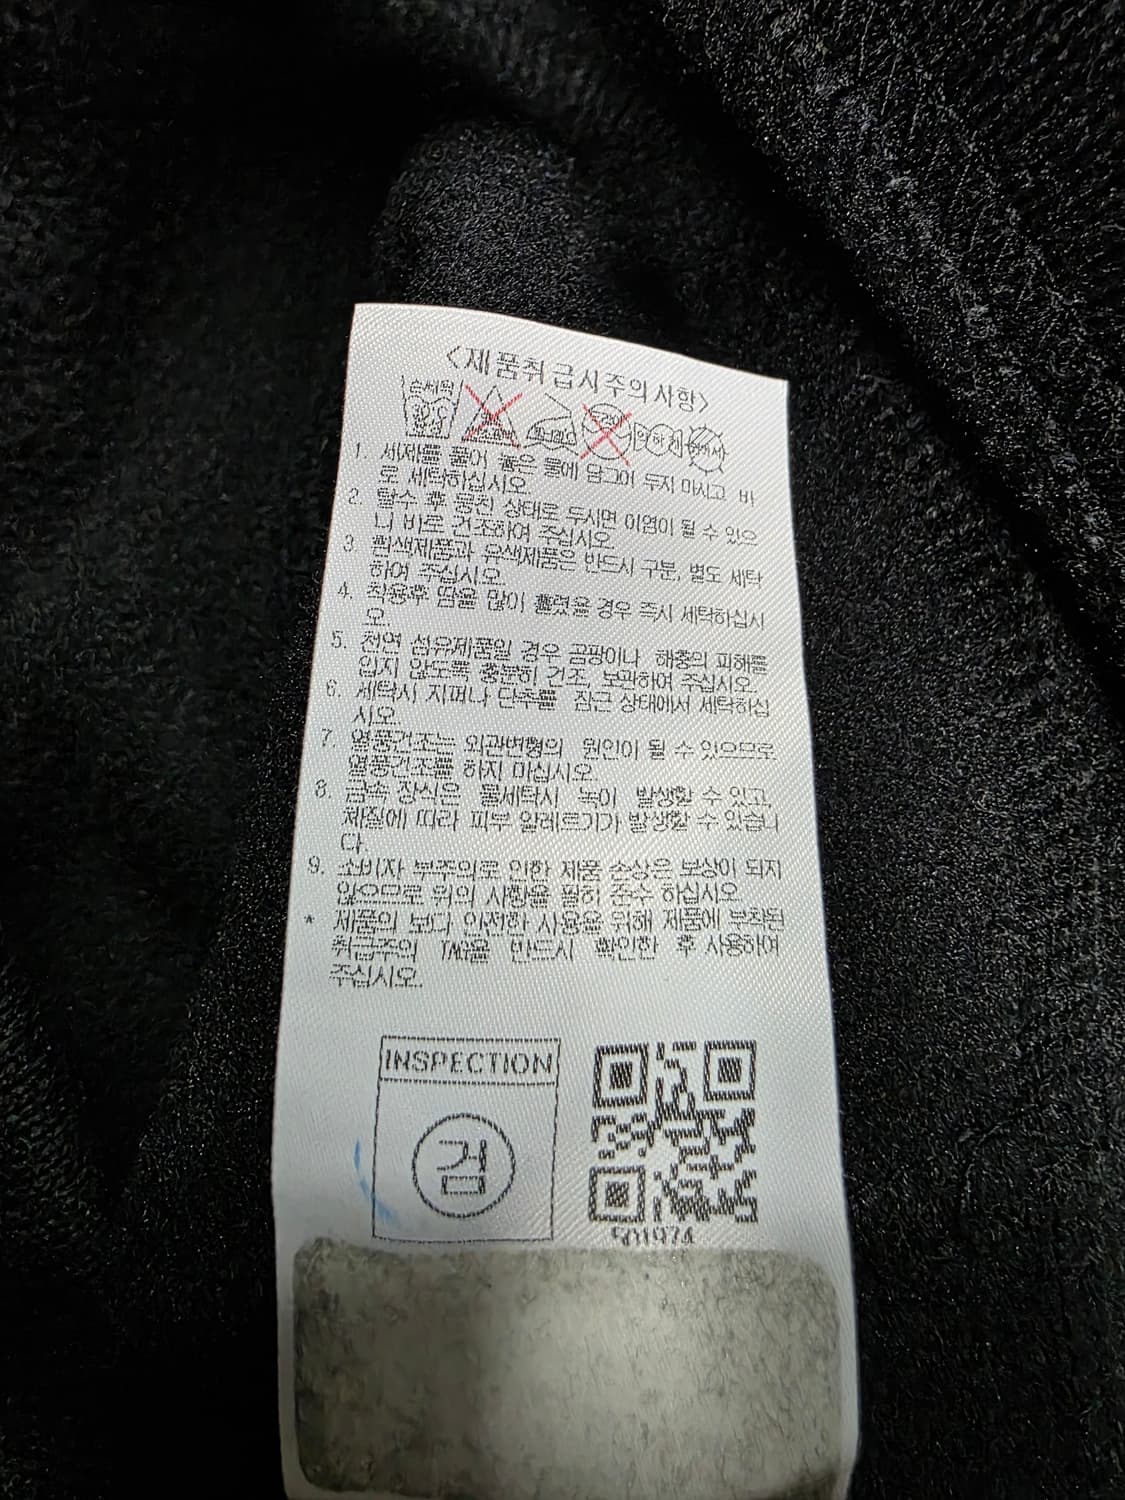 <제품취급시주의사항>
손세탁
1. 세제를 풀어 놓은 물에 담그어 두지 마시고 바
로 세탁하십시오.
2. 탈수 후 뭉친 상태로 두시면 이염이 될 수 있으
니 바로 건조하여 주십시오.
3. 흰색제품과 유색제품은 반드시 구분, 별도 세탁
하여 주십시오.
4. 착용후 땀을 많이 흘렸을 경우 즉시 세탁하십시
오.
5. 천연 섬유제품일 경우 곰팡이나 해충의 피해를
입지 않도록 충분히 건조, 보관하여 주십시오.
6. 세탁시 지퍼나 단추를 잠근 상태에서 세탁하십
시오.
7. 열풍건조는 외관변형의 원인이 될 수 있으므로
열풍건조를 하지 마십시오.
8. 금속 장식은 물세탁시 녹이 발생할 수 있고,
체질에 따라 피부 알레르기가 발생할 수 있습니
다.
9. 소비자 부주의로 인한 제품 손상은 보상이 되지
않으므로 위의 사항을 필히 준수 하십시오.
* 제품의 보다 안전한 사용을 위해 제품에 부착된
취급주의 TAG을 반드시 확인한 후 사용하여
주십시오.
INSPECTION
검